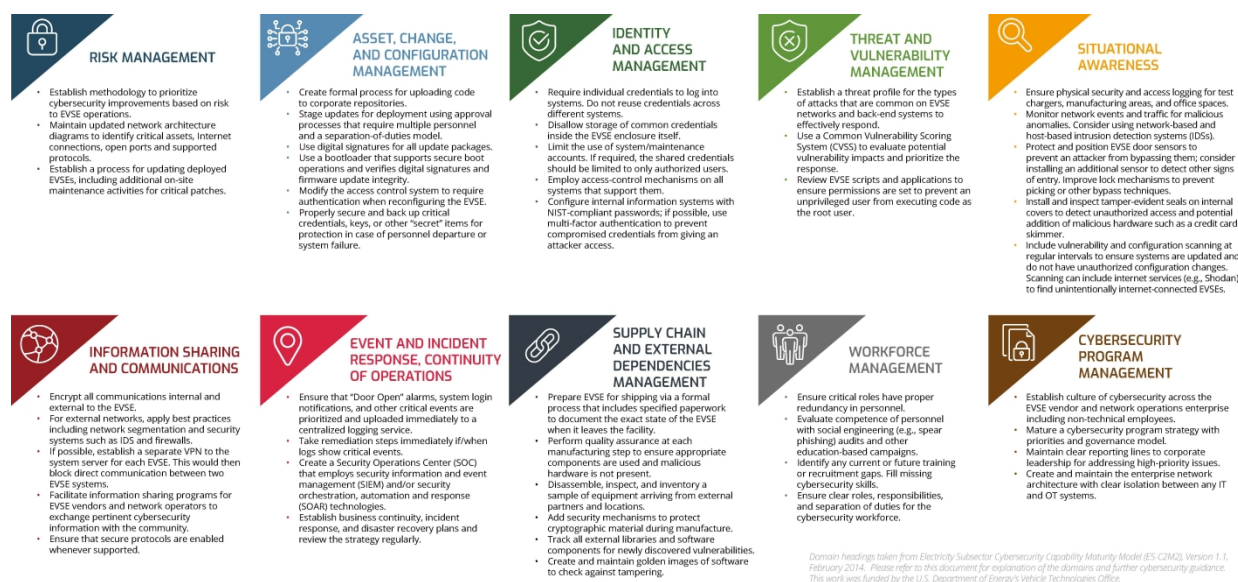 RISK MANAGEMENT
• Establish methodology to prioritize
cybersecurity improvements based on risk
to EVSE operations.
• Maintain updated network architecture
diagrams to identify critical assets, Internet
connections, open ports and supported
protocols.
• Establish a process for updating deployed
EVSEs, including additional on-site
maintenance activities for critical patches.
ASSET, CHANGE,
AND CONFIGURATION
MANAGEMENT
• Create formal process for uploading code
to corporate repositories.
• Stage updates for deployment using approval
processes that require multiple personnel
and a separation-of-duties model.
• Use digital signatures for all update packages.
• Use a bootloader that supports secure boot
operations and verifies digital signatures and
firmware update integrity.
• Modify the access control system to require
authentication when reconfiguring the EVSE.
• Properly secure and back up critical
credentials, keys, or other "secret" items for
protection in case of personnel departure or
system failure.
IDENTITY
AND ACCESS
MANAGEMENT
• Require individual credentials to log into
systems. Do not reuse credentials across
different systems.
• Disallow storage of common credentials
inside the EVSE enclosure itself.
• Limit the use of system/maintenance
accounts. If required, the shared credentials
should be limited to only authorized users.
• Employ access-control mechanisms on all
systems that support them.
• Configure internal information systems with
NIST-compliant passwords; if possible, use
multi-factor authentication to prevent
compromised credentials from giving an
attacker access.
THREAT AND
VULNERABILITY
MANAGEMENT
• Establish a threat profile for the types
of attacks that are common on EVSE
networks and back-end systems to
effectively respond.
• Use a Common Vulnerability Scoring
System (CVSS) to evaluate potential
vulnerability impacts and prioritize the
response.
• Review EVSE scripts and applications to
ensure permissions are set to prevent an
unprivileged user from executing code as
the root user.
SITUATIONAL
AWARENESS
• Ensure physical security and access logging for test
chargers, manufacturing areas, and office spaces.
• Monitor network events and traffic for malicious
anomalies. Consider using network-based and
host-based intrusion detection systems (IDSs).
• Protect and position EVSE door sensors to
prevent an attacker from bypassing them; consider
installing an additional sensor to detect other signs
of entry. Improve lock mechanisms to prevent
picking or other bypass techniques.
• Install and inspect tamper-evident seals on internal
covers to detect unauthorized access and potential
addition of malicious hardware such as a credit card
skimmer.
• Include vulnerability and configuration scanning at
regular intervals to ensure systems are updated and
do not have unauthorized configuration changes.
Scanning can include internet services (e.g., Shodan)
to find unintentionally internet-connected EVSEs.
INFORMATION SHARING
AND COMMUNICATIONS
• Encrypt all communications internal and
external to the EVSE.
• For external networks, apply best practices
including network segmentation and security
systems such as IDS and firewalls.
• If possible, establish a separate VPN to the
system server for each EVSE. This would then
block direct communication between two
EVSE systems.
• Facilitate information sharing programs for
EVSE vendors and network operators to
exchange pertinent cybersecurity
information with the community.
• Ensure that secure protocols are enabled
whenever supported.
EVENT AND INCIDENT
RESPONSE, CONTINUITY
OF OPERATIONS
• Ensure that "Door Open" alarms, system login
notifications, and other critical events are
prioritized and uploaded immediately to a
centralized logging service.
• Take remediation steps immediately if/when
logs show critical events.
• Create a Security Operations Center (SOC)
that employs security information and event
management (SIEM) and/or security
orchestration, automation and response
(SOAR) technologies.
• Establish business continuity, incident
response, and disaster recovery plans and
review the strategy regularly.
SUPPLY CHAIN
AND EXTERNAL
DEPENDENCIES
MANAGEMENT
• Prepare EVSE for shipping via a formal
process that includes specified paperwork
to document the exact state of the EVSE
when it leaves the facility.
• Perform quality assurance at each
manufacturing step to ensure appropriate
components are used and malicious
hardware is not present.
• Disassemble, inspect, and inventory a
sample of equipment arriving from external
partners and locations.
• Add security mechanisms to protect
cryptographic material during manufacture.
• Track all external libraries and software
components for newly discovered vulnerabilities.
• Create and maintain golden images of software
to check against tampering.
WORKFORCE
MANAGEMENT
• Ensure critical roles have proper
redundancy in personnel.
• Evaluate competence of personnel
with social engineering (e.g., spear
phishing) audits and other
education-based campaigns.
• Identify any current or future training
or recruitment gaps. Fill missing
cybersecurity skills.
• Ensure clear roles, responsibilities,
and separation of duties for the
cybersecurity workforce.
CYBERSECURITY
PROGRAM
MANAGEMENT
• Establish culture of cybersecurity across the
EVSE vendor and network operations enterprise
including non-technical employees.
• Mature a cybersecurity program strategy with
priorities and governance model.
• Maintain clear reporting lines to corporate
leadership for addressing high-priority issues.
• Create and maintain the enterprise network
architecture with clear isolation between any IT
and OT systems.
Domain headings taken from Electricity Subsector Cybersecurity Capability Maturity Model (ES-C2M2), Version 1.1,
February 2014. Please refer to this document for explanation of the domains and further cybersecurity guidance.
This work was funded by the U.S. Department of Energy's Vehicle Technologies Office.